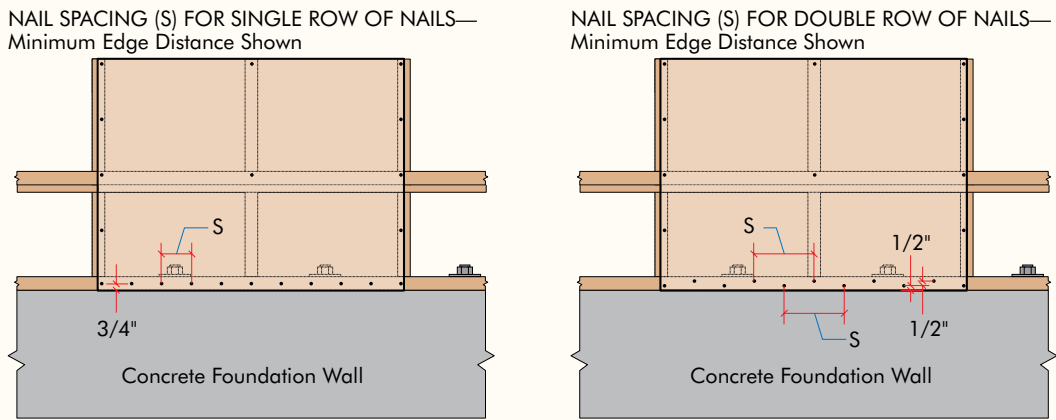 NAIL SPACING (S) FOR SINGLE ROW OF NAILS—
Minimum Edge Distance Shown
S
3/4"
Concrete Foundation Wall
NAIL SPACING (S) FOR DOUBLE ROW OF NAILS—
Minimum Edge Distance Shown
S
1/2"
1/2"
S
Concrete Foundation Wall